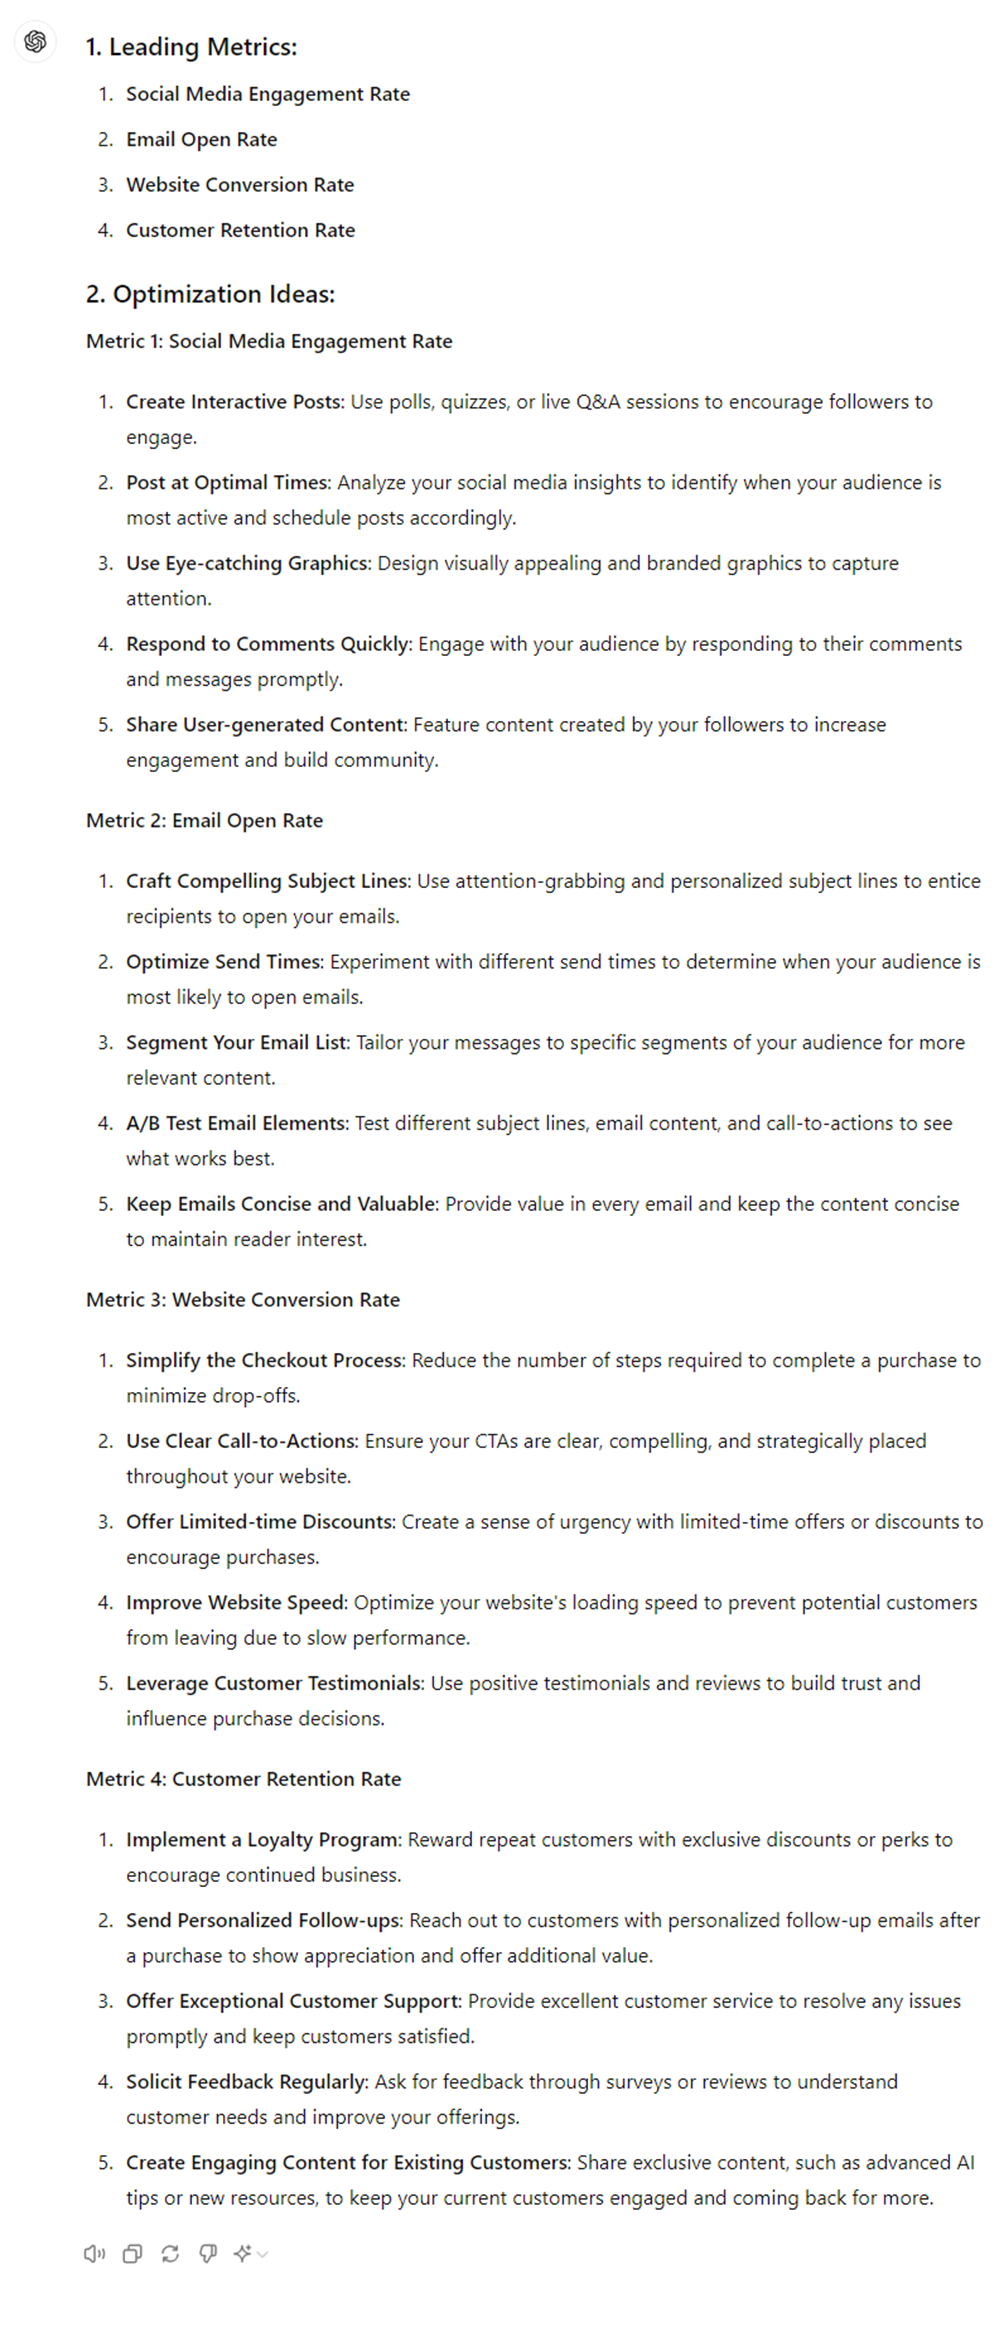 1. Leading Metrics:
1. Social Media Engagement Rate
2. Email Open Rate
3. Website Conversion Rate
4. Customer Retention Rate
2. Optimization Ideas:
Metric 1: Social Media Engagement Rate
1. Create Interactive Posts: Use polls, quizzes, or live Q&A sessions to encourage followers to
engage.
2. Post at Optimal Times: Analyze your social media insights to identify when your audience is
most active and schedule posts accordingly.
3. Use Eye-catching Graphics: Design visually appealing and branded graphics to capture
attention.
4. Respond to Comments Quickly: Engage with your audience by responding to their comments
and messages promptly.
5. Share User-generated Content: Feature content created by your followers to increase
engagement and build community.
Metric 2: Email Open Rate
1. Craft Compelling Subject Lines: Use attention-grabbing and personalized subject lines to entice
recipients to open your emails.
2. Optimize Send Times: Experiment with different send times to determine when your audience is
most likely to open emails.
3. Segment Your Email List: Tailor your messages to specific segments of your audience for more
relevant content.
4. A/B Test Email Elements: Test different subject lines, email content, and call-to-actions to see
what works best.
5. Keep Emails Concise and Valuable: Provide value in every email and keep the content concise
to maintain reader interest.
Metric 3: Website Conversion Rate
1. Simplify the Checkout Process: Reduce the number of steps required to complete a purchase to
minimize drop-offs.
2. Use Clear Call-to-Actions: Ensure your CTAs are clear, compelling, and strategically placed
throughout your website.
3. Offer Limited-time Discounts: Create a sense of urgency with limited-time offers or discounts to
encourage purchases.
4. Improve Website Speed: Optimize your website's loading speed to prevent potential customers
from leaving due to slow performance.
5. Leverage Customer Testimonials: Use positive testimonials and reviews to build trust and
influence purchase decisions.
Metric 4: Customer Retention Rate
1. Implement a Loyalty Program: Reward repeat customers with exclusive discounts or perks to
encourage continued business.
2. Send Personalized Follow-ups: Reach out to customers with personalized follow-up emails after
a purchase to show appreciation and offer additional value.
3. Offer Exceptional Customer Support: Provide excellent customer service to resolve any issues
promptly and keep customers satisfied.
4. Solicit Feedback Regularly: Ask for feedback through surveys or reviews to understand
customer needs and improve your offerings.
5. Create Engaging Content for Existing Customers: Share exclusive content, such as advanced AI
tips or new resources, to keep your current customers engaged and coming back for more.